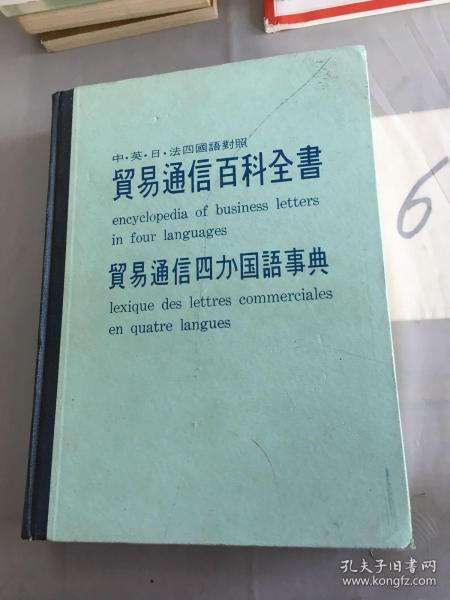 中·英·日·法四國語對照
貿易通信百科全書
encyclopedia of business letters
in four languages
貿易通信四カ国語事典
lexique des lettres commerciales
en quatre langues
6
孔夫子旧书网
www.kongfz.com